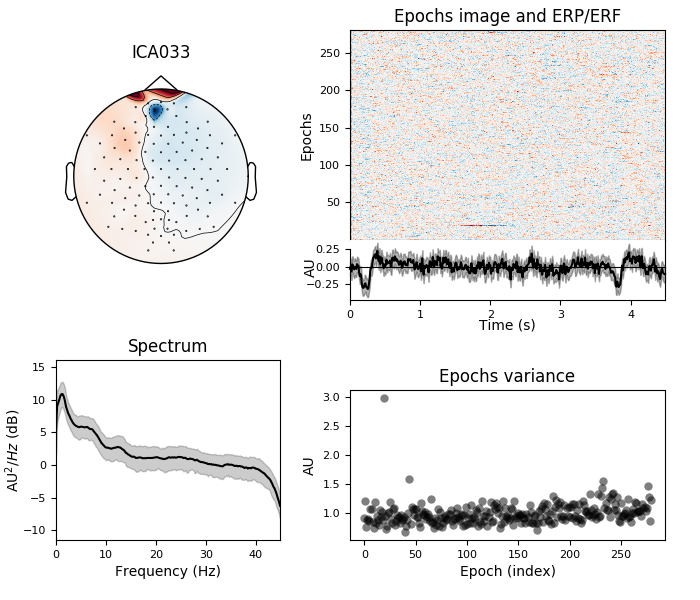 ICA033
Epochs image and ERP/ERF
Epochs
250
200
150
100
50
AU
0.25
0.00
−0.25
0 1 2 3 4
Time (s)
Spectrum
AU²/Hz (dB)
15
10
5
0
−5
−10
0 10 20 30 40
Frequency (Hz)
Epochs variance
AU
3.0
2.5
2.0
1.5
1.0
0 50 100 150 200 250
Epoch (index)